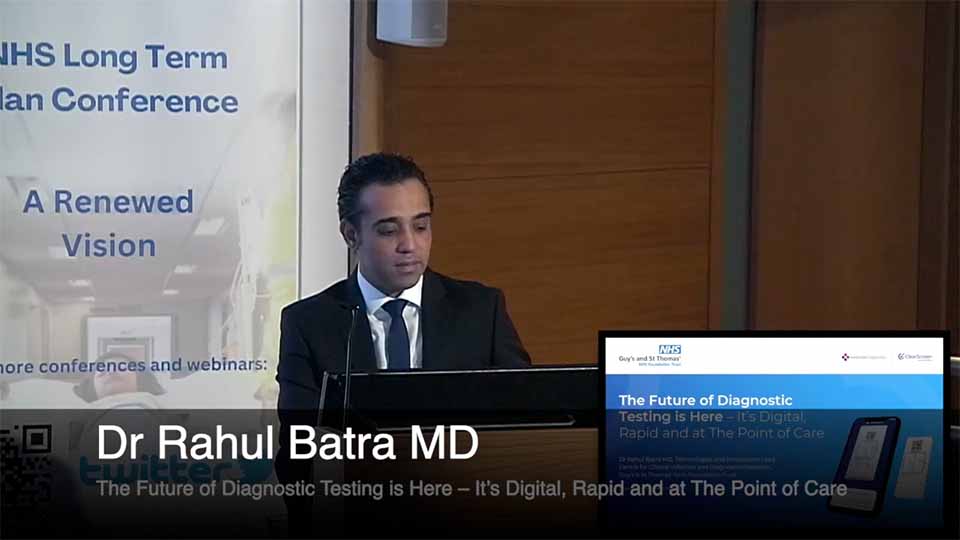 NHS Long Term
lan Conference
A Renewed
Vision
more conferences and webinars:
twitter
NHS
Guy's and St Thomas'
NHS Foundation Trust
ClearScreen
The Future of Diagnostic
Testing is Here – It's Digital,
Rapid and at The Point of Care
Dr Rahul Batra MD
The Future of Diagnostic Testing is Here – It's Digital, Rapid and at The Point of Care